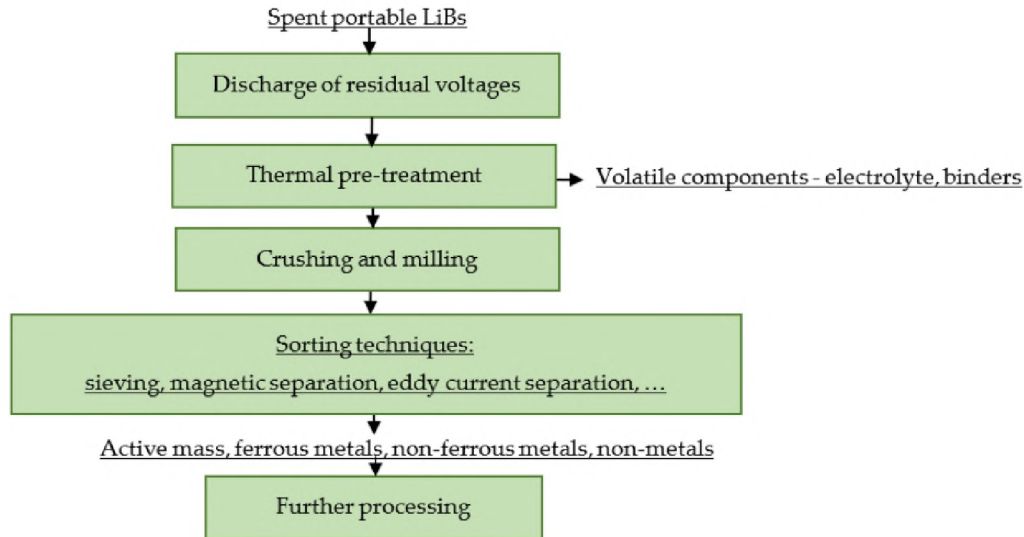 Spent portable LiBs
Discharge of residual voltages
Thermal pre-treatment
Volatile components - electrolyte, binders
Crushing and milling
Sorting techniques:
sieving, magnetic separation, eddy current separation, …
Active mass, ferrous metals, non-ferrous metals, non-metals
Further processing